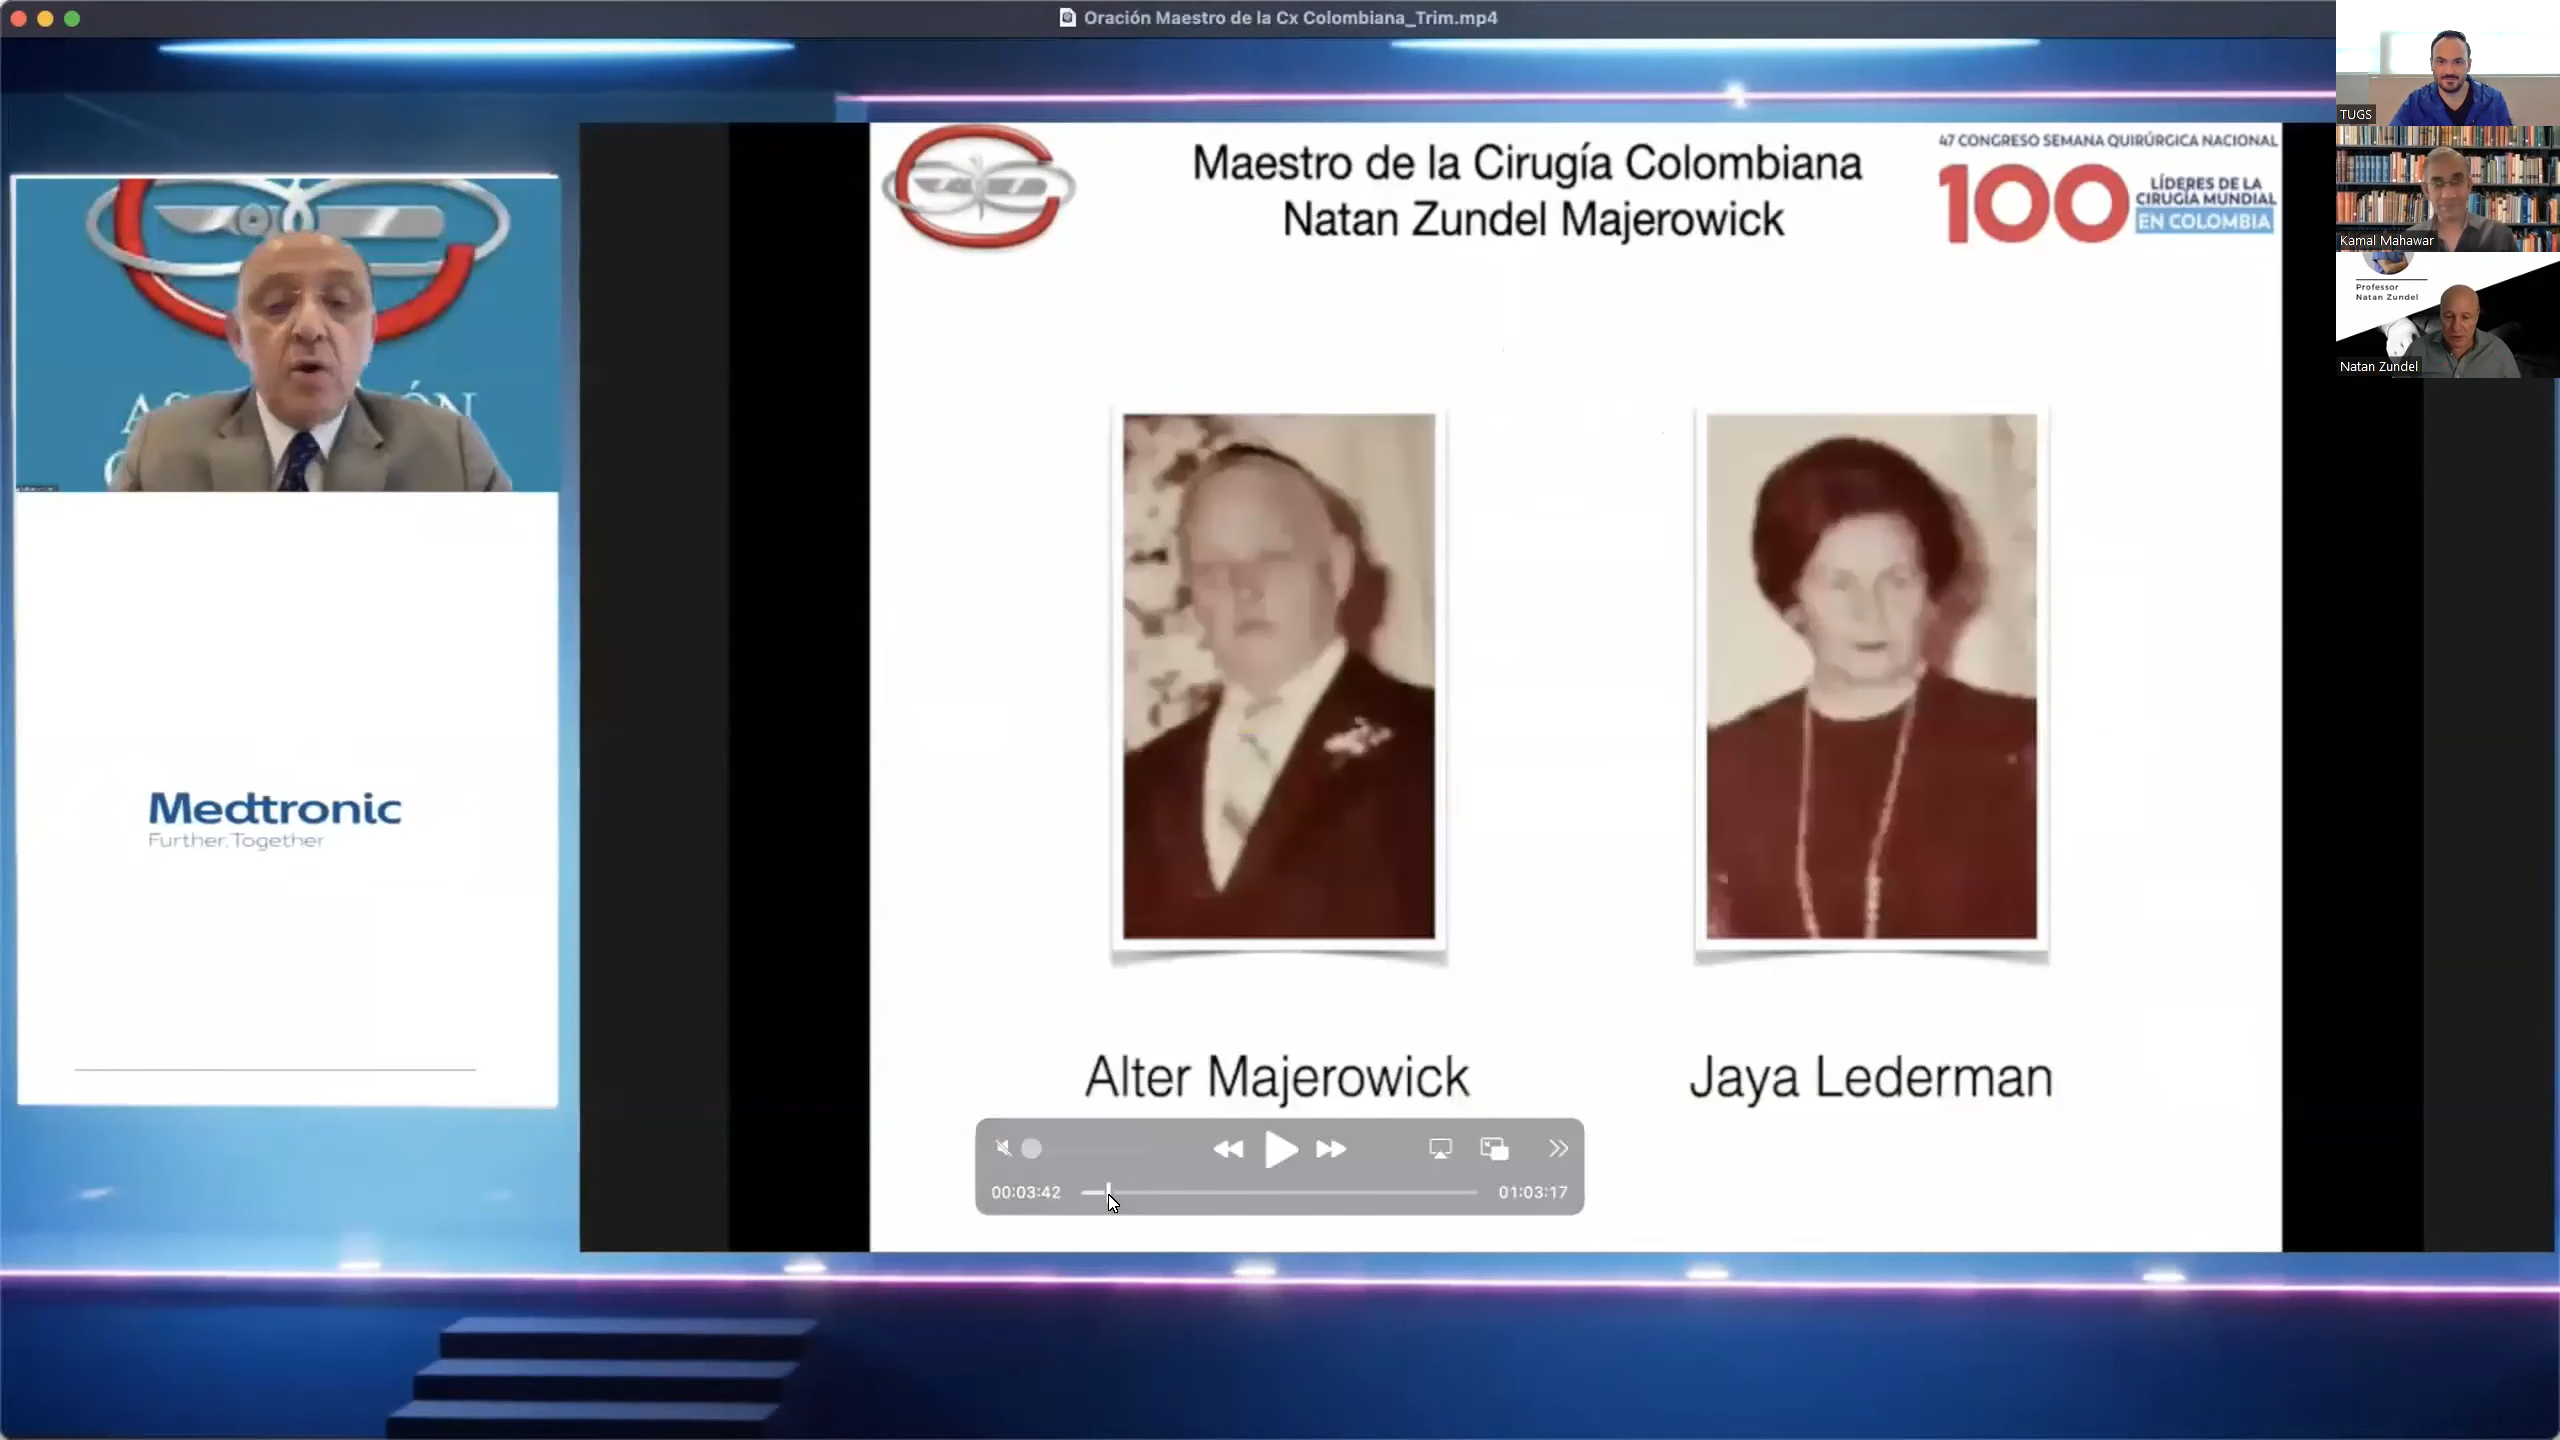 Oración Maestro de la Cx Colombiana_Trim.mp4
Maestro de la Cirugía Colombiana
Natan Zundel Majerowick
47 CONGRESO SEMANA QUIRÚRGICA NACIONAL
100
LÍDERES DE LA
CIRUGÍA MUNDIAL
EN COLOMBIA
TUGS
Kamal Mahawar
Professor
Natan Zundel
Natan Zundel
Medtronic
Further, Together
Alter Majerowick
Jaya Lederman
00:03:42
01:03:17